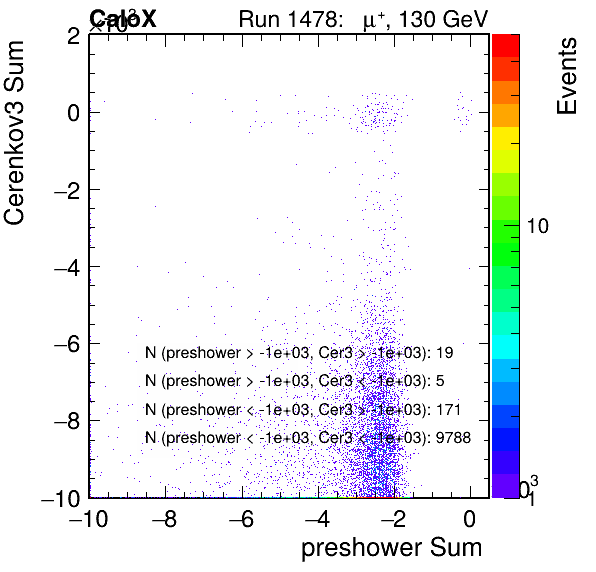 ×10³
CaloX
Run 1478: μ⁺, 130 GeV
Cerenkov3 Sum
Events
2
0
−2
−4
−6
−8
−10
N (preshower > -1e+03, Cer3 > -1e+03): 19
N (preshower > -1e+03, Cer3 < -1e+03): 5
N (preshower < -1e+03, Cer3 > -1e+03): 171
N (preshower < -1e+03, Cer3 < -1e+03): 9788
10
1
−10 −8 −6 −4 −2 0
preshower Sum